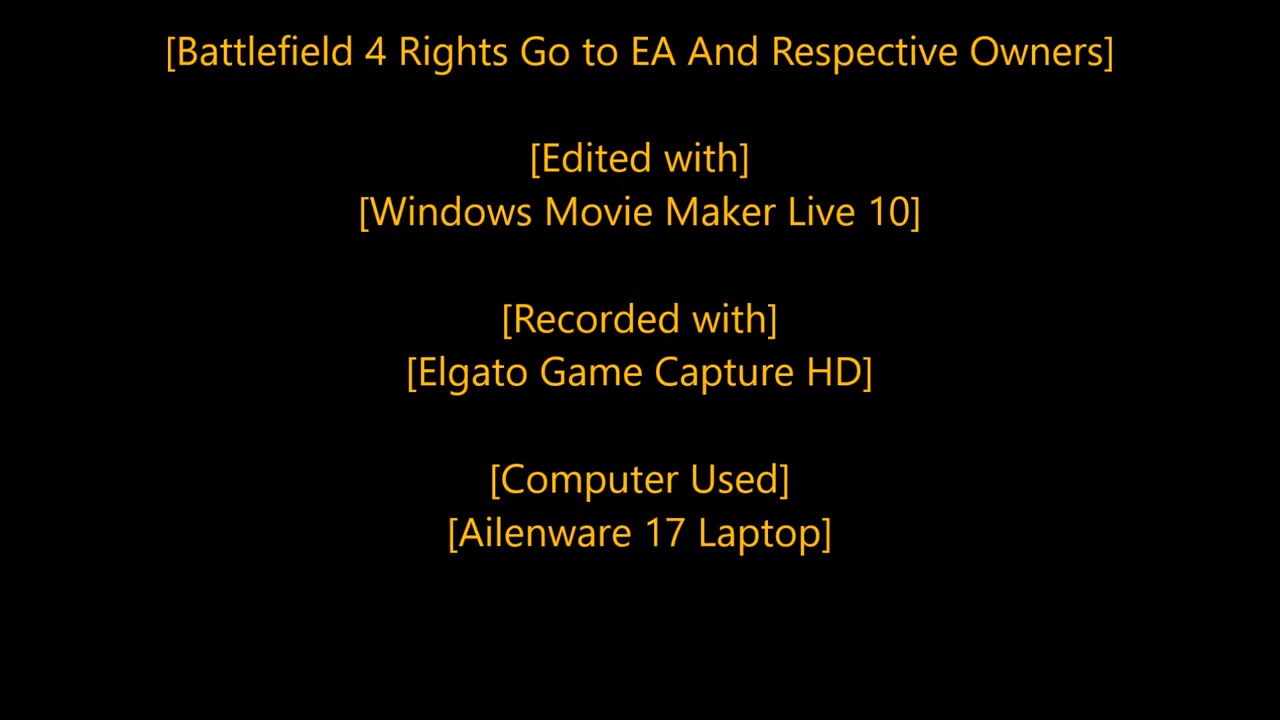 [Battlefield 4 Rights Go to EA And Respective Owners]
[Edited with]
[Windows Movie Maker Live 10]
[Recorded with]
[Elgato Game Capture HD]
[Computer Used]
[Ailenware 17 Laptop]